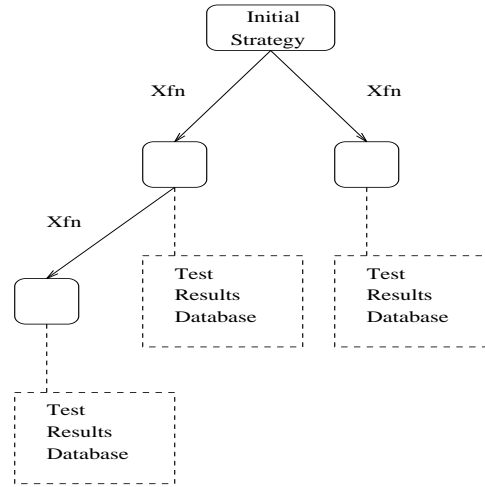 Initial
Strategy
Xfn
Xfn
Xfn
Test
Results
Database
Test
Results
Database
Test
Results
Database